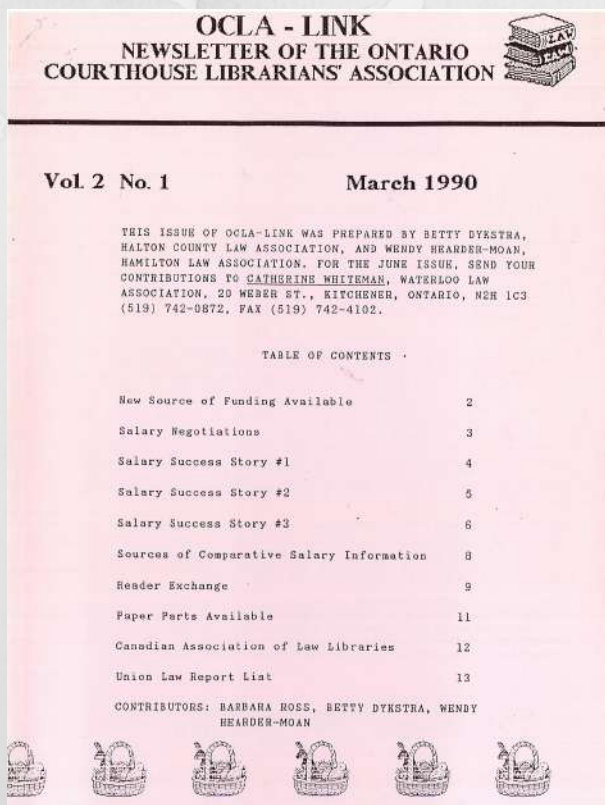 OCLA - LINK
NEWSLETTER OF THE ONTARIO
COURTHOUSE LIBRARIANS' ASSOCIATION
LAW
LAW
Vol. 2 No. 1 March 1990
THIS ISSUE OF OCLA-LINK WAS PREPARED BY BETTY DYKSTRA,
HALTON COUNTY LAW ASSOCIATION, AND WENDY HEARDER-MOAN,
HAMILTON LAW ASSOCIATION. FOR THE JUNE ISSUE, SEND YOUR
CONTRIBUTIONS TO CATHERINE WHITEMAN, WATERLOO LAW
ASSOCIATION, 20 WEBER ST., KITCHENER, ONTARIO, N2H 1C3
(519) 742-0872, FAX (519) 742-4102.
TABLE OF CONTENTS
New Source of Funding Available 2
Salary Negotiations 3
Salary Success Story #1 4
Salary Success Story #2 5
Salary Success Story #3 6
Sources of Comparative Salary Information 8
Reader Exchange 9
Paper Parts Available 11
Canadian Association of Law Libraries 12
Union Law Report List 13
CONTRIBUTORS: BARBARA ROSS, BETTY DYKSTRA, WENDY
HEARDER-MOAN